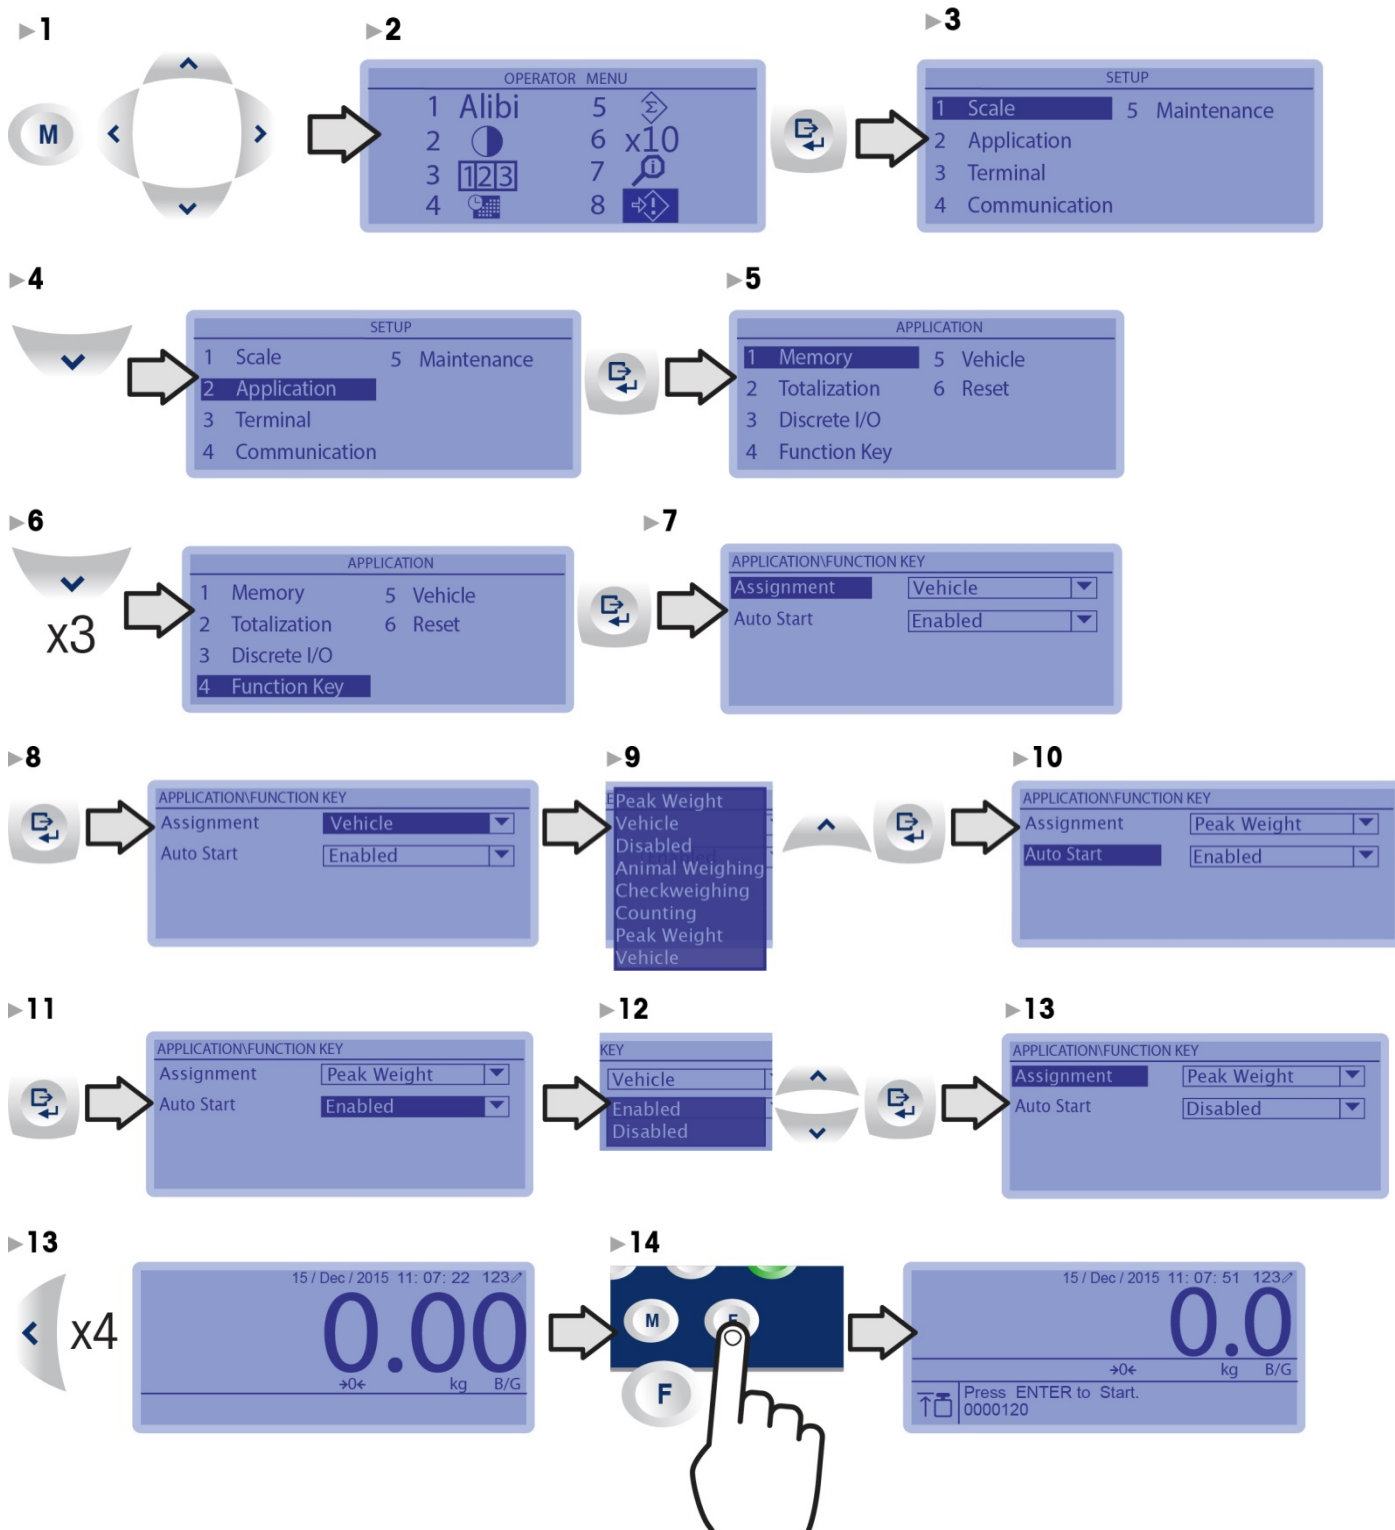 1
M
2
OPERATOR MENU
1 Alibi 5
2 6 x10
3 123 7
4 8
3
SETUP
1 Scale 5 Maintenance
2 Application
3 Terminal
4 Communication
4
SETUP
1 Scale 5 Maintenance
2 Application
3 Terminal
4 Communication
5
APPLICATION
1 Memory 5 Vehicle
2 Totalization 6 Reset
3 Discrete I/O
4 Function Key
6
x3
APPLICATION
1 Memory 5 Vehicle
2 Totalization 6 Reset
3 Discrete I/O
4 Function Key
7
APPLICATION\FUNCTION KEY
Assignment Vehicle
Auto Start Enabled
8
APPLICATION\FUNCTION KEY
Assignment Vehicle
Auto Start Enabled
9
Peak Weight
Vehicle
Disabled
Animal Weighing
Checkweighing
Counting
Peak Weight
Vehicle
10
APPLICATION\FUNCTION KEY
Assignment Peak Weight
Auto Start Enabled
11
APPLICATION\FUNCTION KEY
Assignment Peak Weight
Auto Start Enabled
12
KEY
Vehicle
Enabled
Disabled
13
APPLICATION\FUNCTION KEY
Assignment Peak Weight
Auto Start Disabled
13
x4
15 / Dec / 2015 11: 07: 22 123
0.00
→0← kg B/G
14
M F
F
15 / Dec / 2015 11: 07: 51 123
0.0
→0← kg B/G
Press ENTER to Start.
0000120